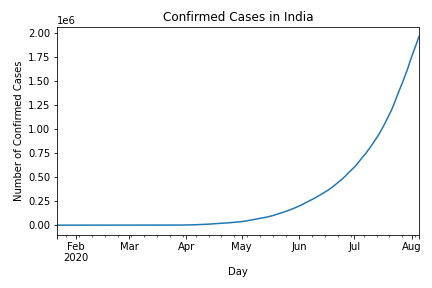 Confirmed Cases in India
1e6
2.00
1.75
1.50
1.25
1.00
0.75
0.50
0.25
0.00
Number of Confirmed Cases
Feb Mar Apr May Jun Jul Aug
2020
Day